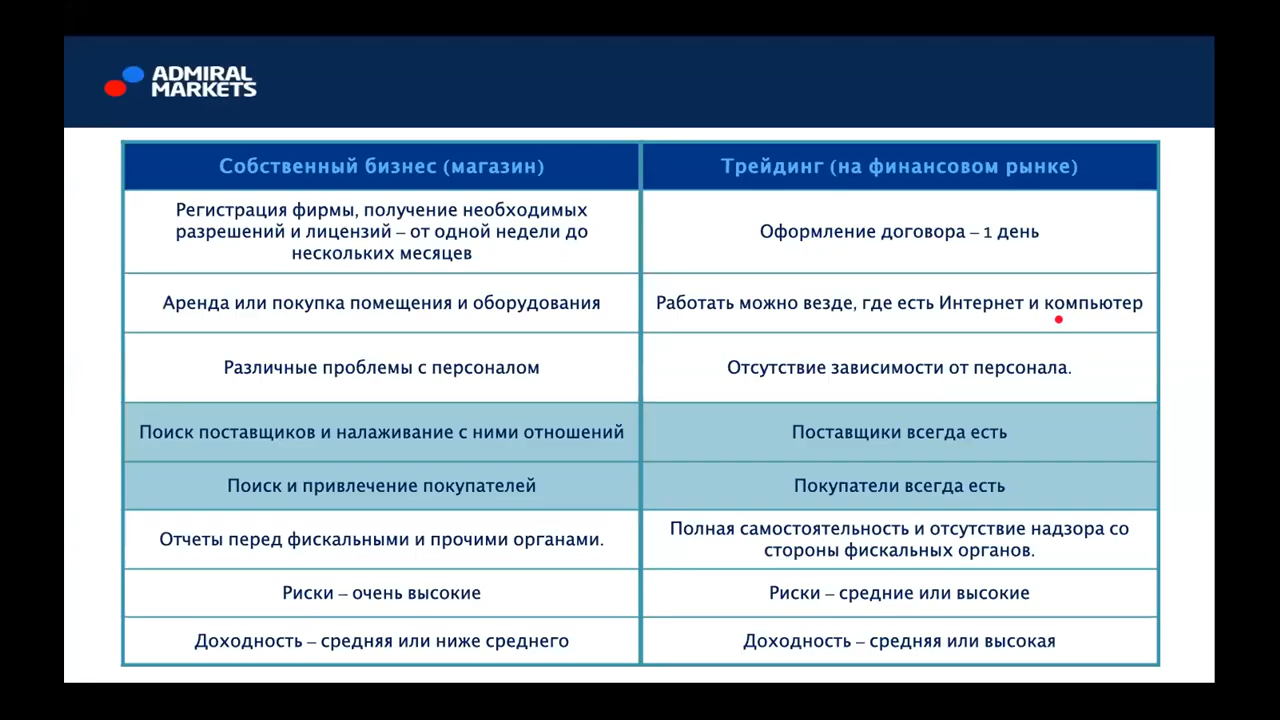 ADMIRAL
MARKETS
Собственный бизнес (магазин)
Трейдинг (на финансовом рынке)
Регистрация фирмы, получение необходимых
разрешений и лицензий – от одной недели до
нескольких месяцев
Оформление договора – 1 день
Аренда или покупка помещения и оборудования
Работать можно везде, где есть Интернет и компьютер
Различные проблемы с персоналом
Отсутствие зависимости от персонала.
Поиск поставщиков и налаживание с ними отношений
Поставщики всегда есть
Поиск и привлечение покупателей
Покупатели всегда есть
Отчеты перед фискальными и прочими органами.
Полная самостоятельность и отсутствие надзора со
стороны фискальных органов.
Риски – очень высокие
Риски – средние или высокие
Доходность – средняя или ниже среднего
Доходность – средняя или высокая